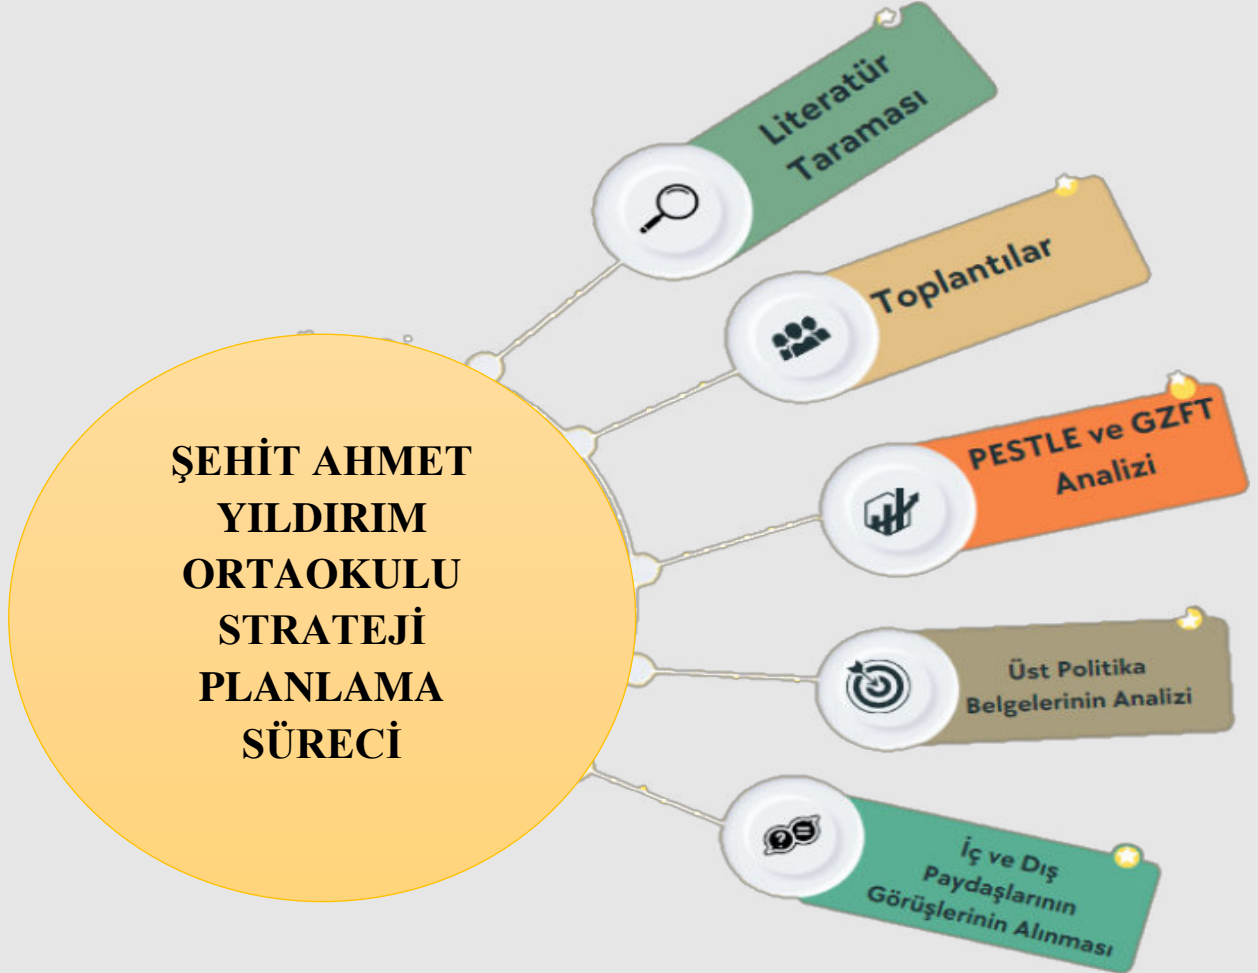 ŞEHİT AHMET
YILDIRIM
ORTAOKULU
STRATEJİ
PLANLAMA
SÜRECİ
Literatür
Taraması
Toplantılar
PESTLE ve GZFT
Analizi
Üst Politika
Belgelerinin Analizi
İç ve Dış
Paydaşlarının
Görüşlerinin Alınması